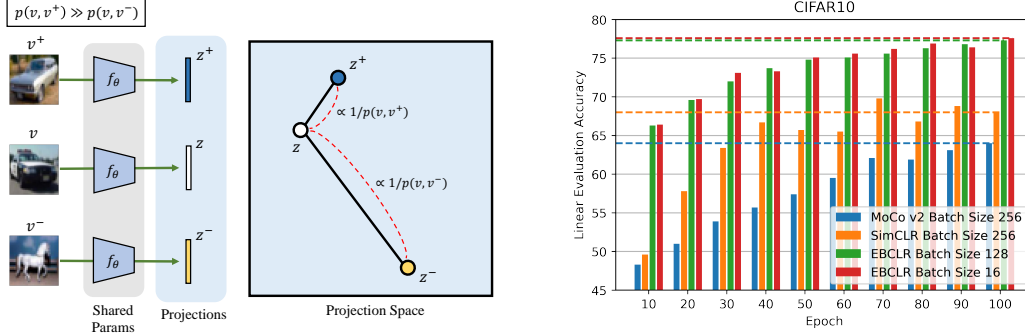 p(v, v⁺) ≫ p(v, v⁻)
v⁺
f_θ
z⁺
v
f_θ
z
v⁻
f_θ
z⁻
Shared
Params
Projections
z⁺
∝ 1/p(v, v⁺)
z
∝ 1/p(v, v⁻)
z⁻
Projection Space
CIFAR10
Linear Evaluation Accuracy
80
75
70
65
60
55
50
45
MoCo v2 Batch Size 256
SimCLR Batch Size 256
EBCLR Batch Size 128
EBCLR Batch Size 16
10 20 30 40 50 60 70 80 90 100
Epoch